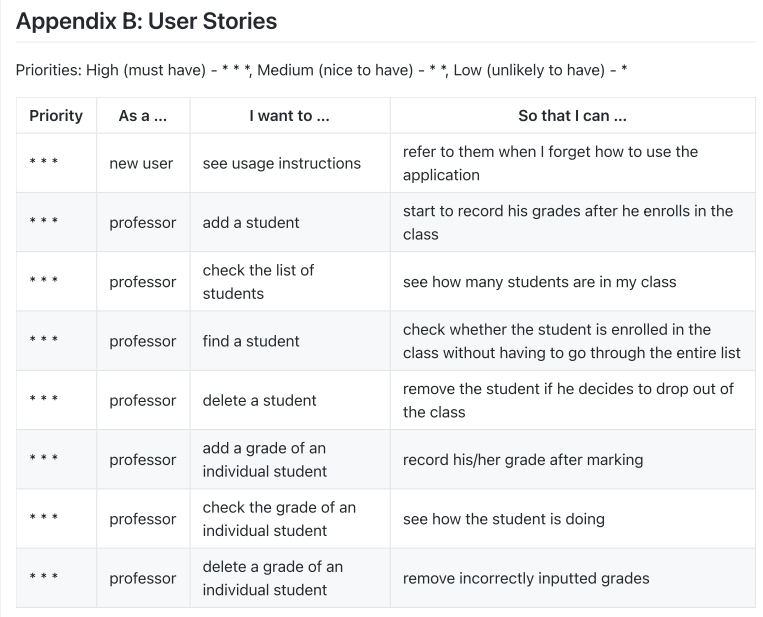 Appendix B: User Stories
Priorities: High (must have) - * * *, Medium (nice to have) - * *, Low (unlikely to have) - *
Priority As a ... I want to ... So that I can ...
* * * new user see usage instructions refer to them when I forget how to use the
application
* * * professor add a student start to record his grades after he enrolls in the
class
* * * professor check the list of
students see how many students are in my class
* * * professor find a student check whether the student is enrolled in the
class without having to go through the entire list
* * * professor delete a student remove the student if he decides to drop out of
the class
* * * professor add a grade of an
individual student record his/her grade after marking
* * * professor check the grade of an
individual student see how the student is doing
* * * professor delete a grade of an
individual student remove incorrectly inputted grades